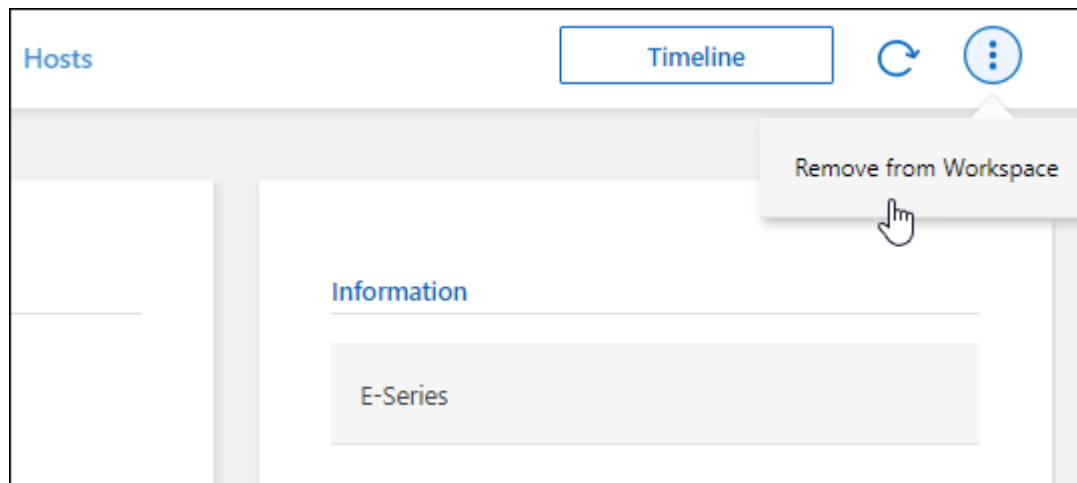 Hosts
Timeline
Remove from Workspace
Information
E-Series